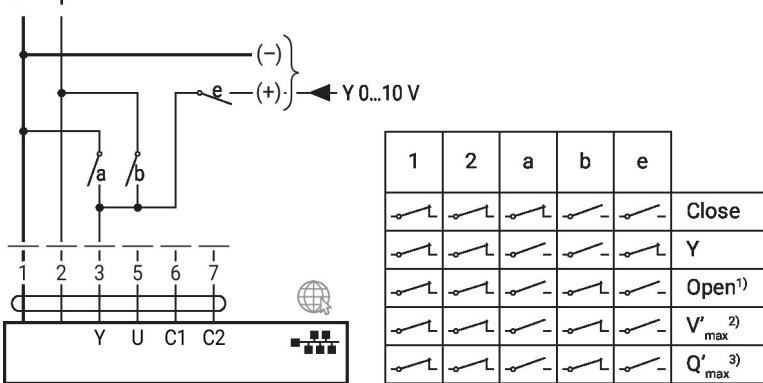 (–)
e (+) Y 0...10 V
a b
1 2 3 5 6 7
Y U C1 C2
1 2 a b e
Close
Y
Open1)
V'max2)
Q'max3)